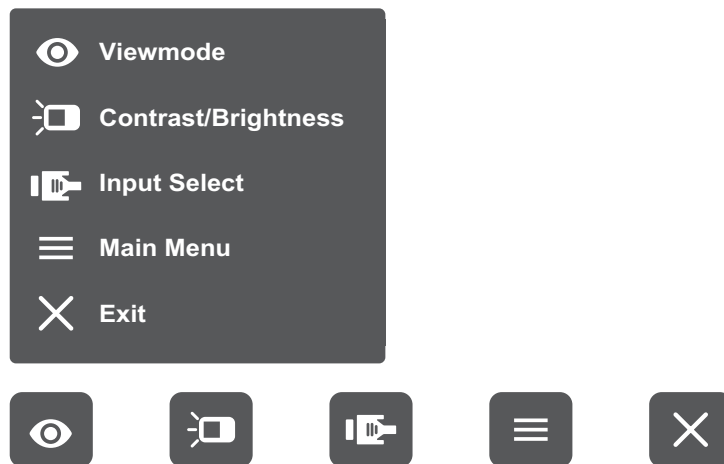 Viewmode
Contrast/Brightness
Input Select
Main Menu
Exit